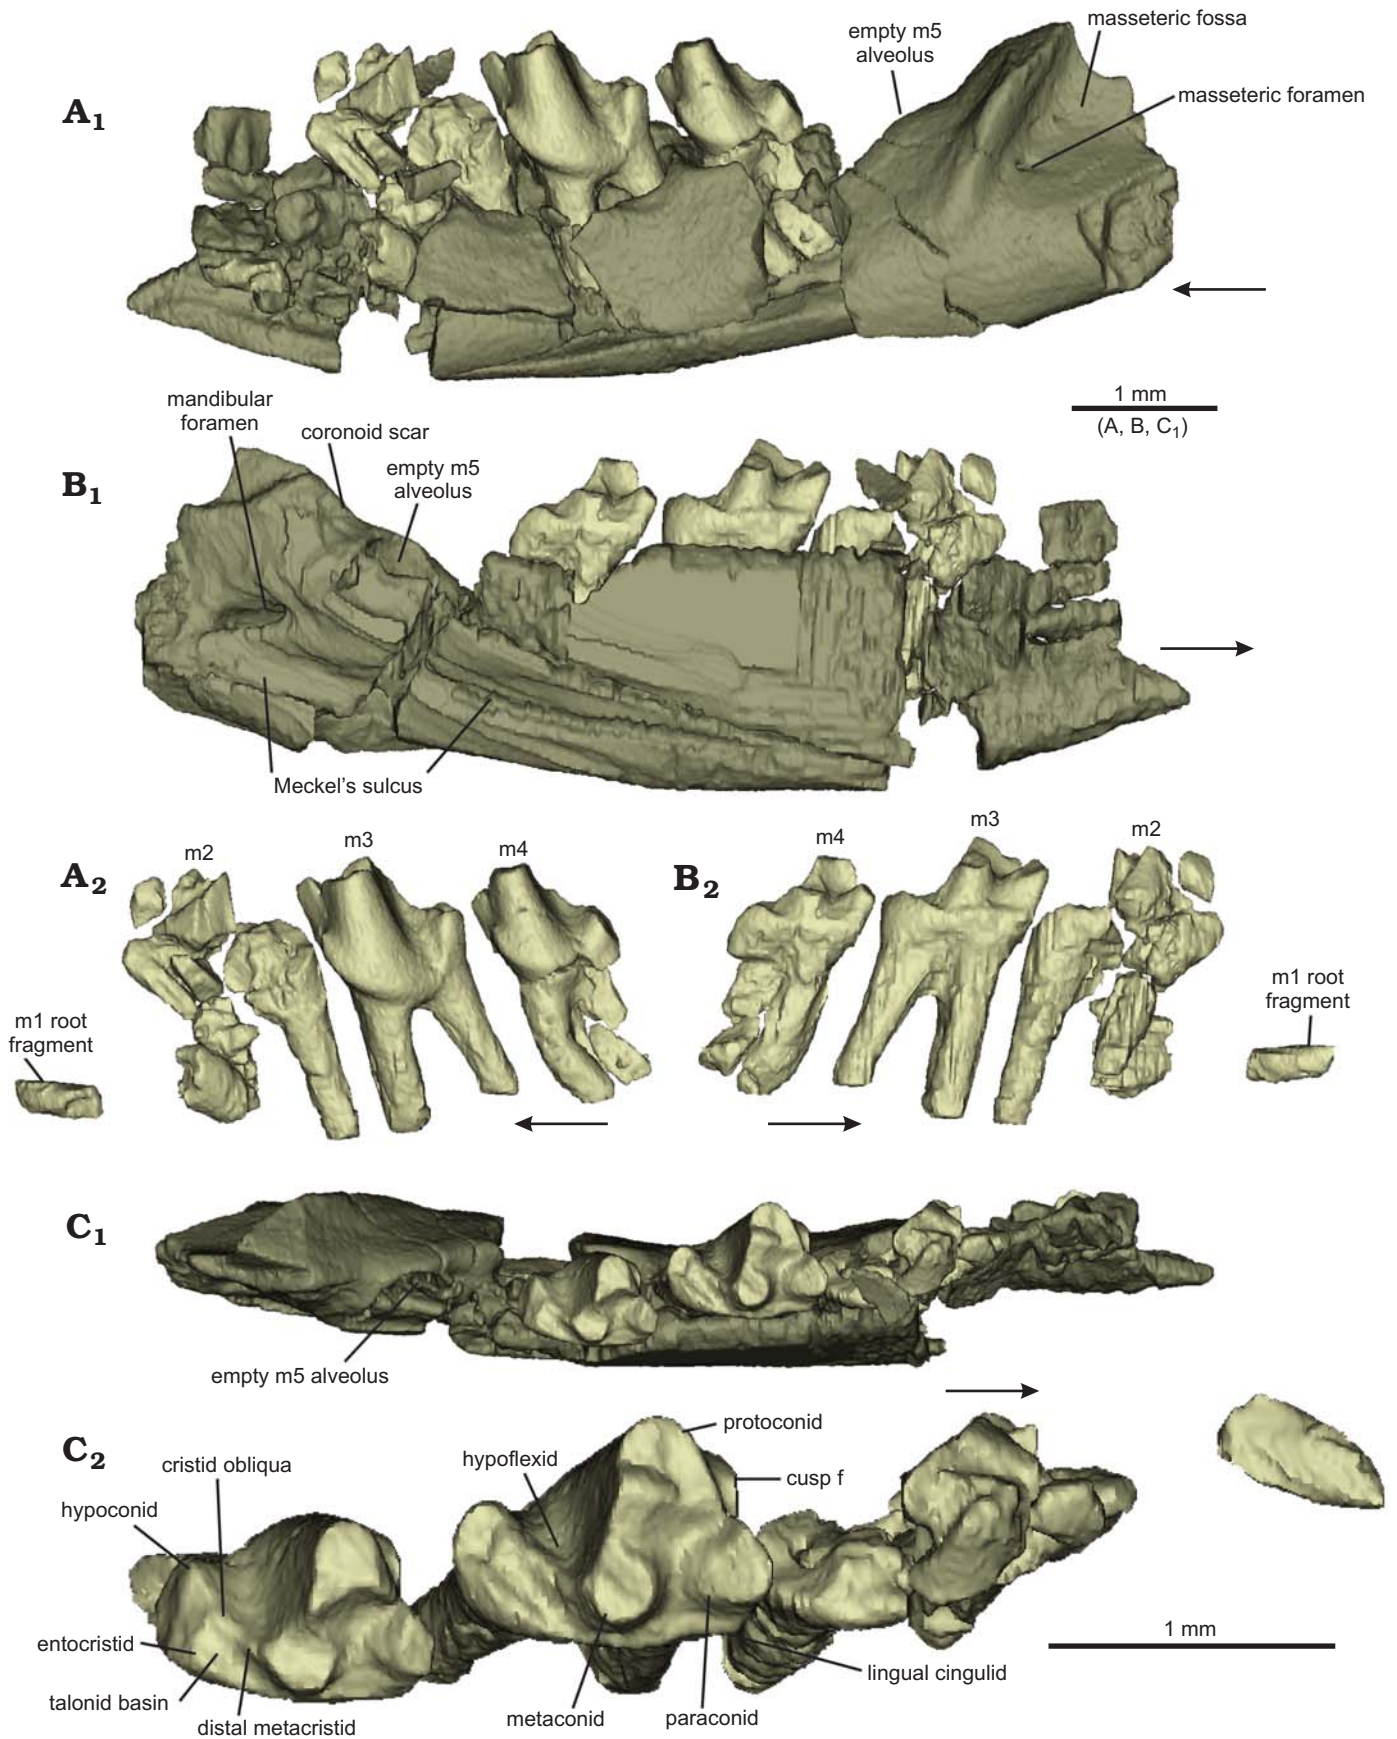 masseteric fossa
empty m5
alveolus
A1
masseteric foramen
1 mm
(A, B, C1)
mandibular
foramen
coronoid scar
empty m5
alveolus
B1
Meckel's sulcus
A2
m2
m3
m4
m1 root
fragment
B2
m4
m3
m2
m1 root
fragment
C1
empty m5 alveolus
C2
protoconid
hypoflexid
cristid obliqua
cusp f
hypoconid
entocristid
talonid basin
distal metacristid
metaconid
paraconid
lingual cingulid
1 mm